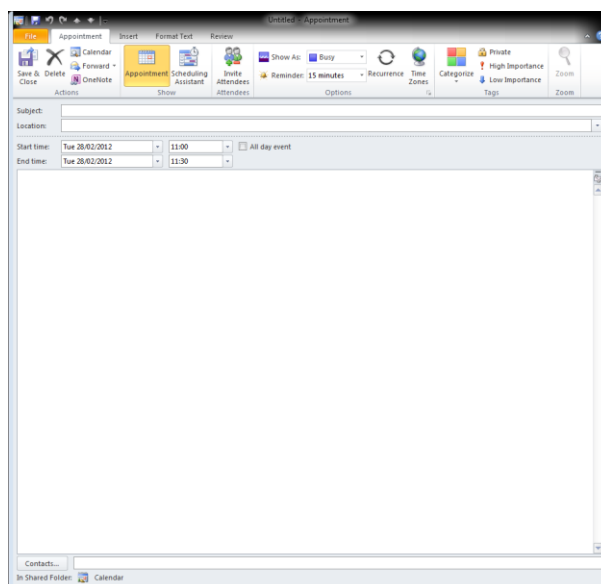 Untitled - Appointment
File Appointment Insert Format Text Review
Save & Close
Delete
Calendar
Forward
OneNote
Actions
Appointment
Scheduling Assistant
Show
Invite Attendees
Attendees
Show As: Busy
Reminder: 15 minutes
Recurrence
Time Zones
Options
Categorize
Private
High Importance
Low Importance
Tags
Zoom
Zoom
Subject:
Location:
Start time: Tue 28/02/2012 11:00 All day event
End time: Tue 28/02/2012 11:30
Contacts...
In Shared Folder: Calendar